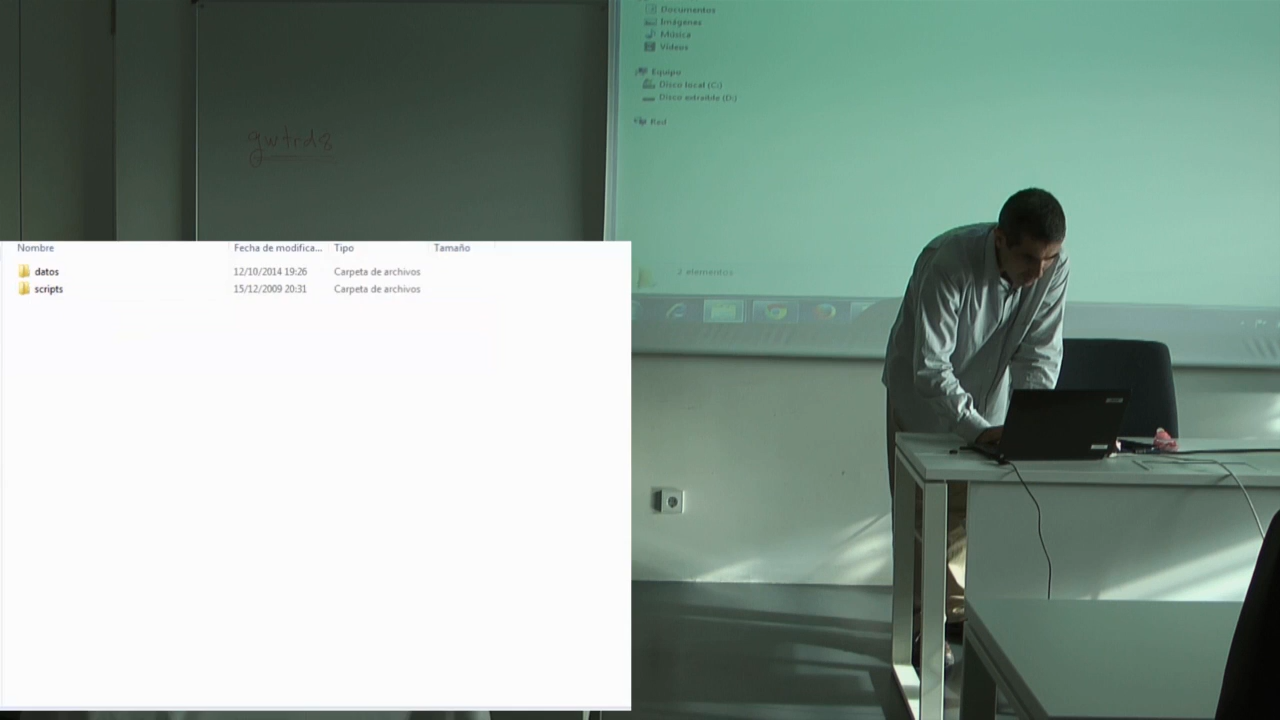 Documentos
Imágenes
Música
Vídeos
Equipo
Disco local (C:)
Disco extraíble (D:)
Red
gwtrd8
Nombre Fecha de modifica... Tipo Tamaño
datos 12/10/2014 19:26 Carpeta de archivos
scripts 15/12/2009 20:31 Carpeta de archivos
2 elementos